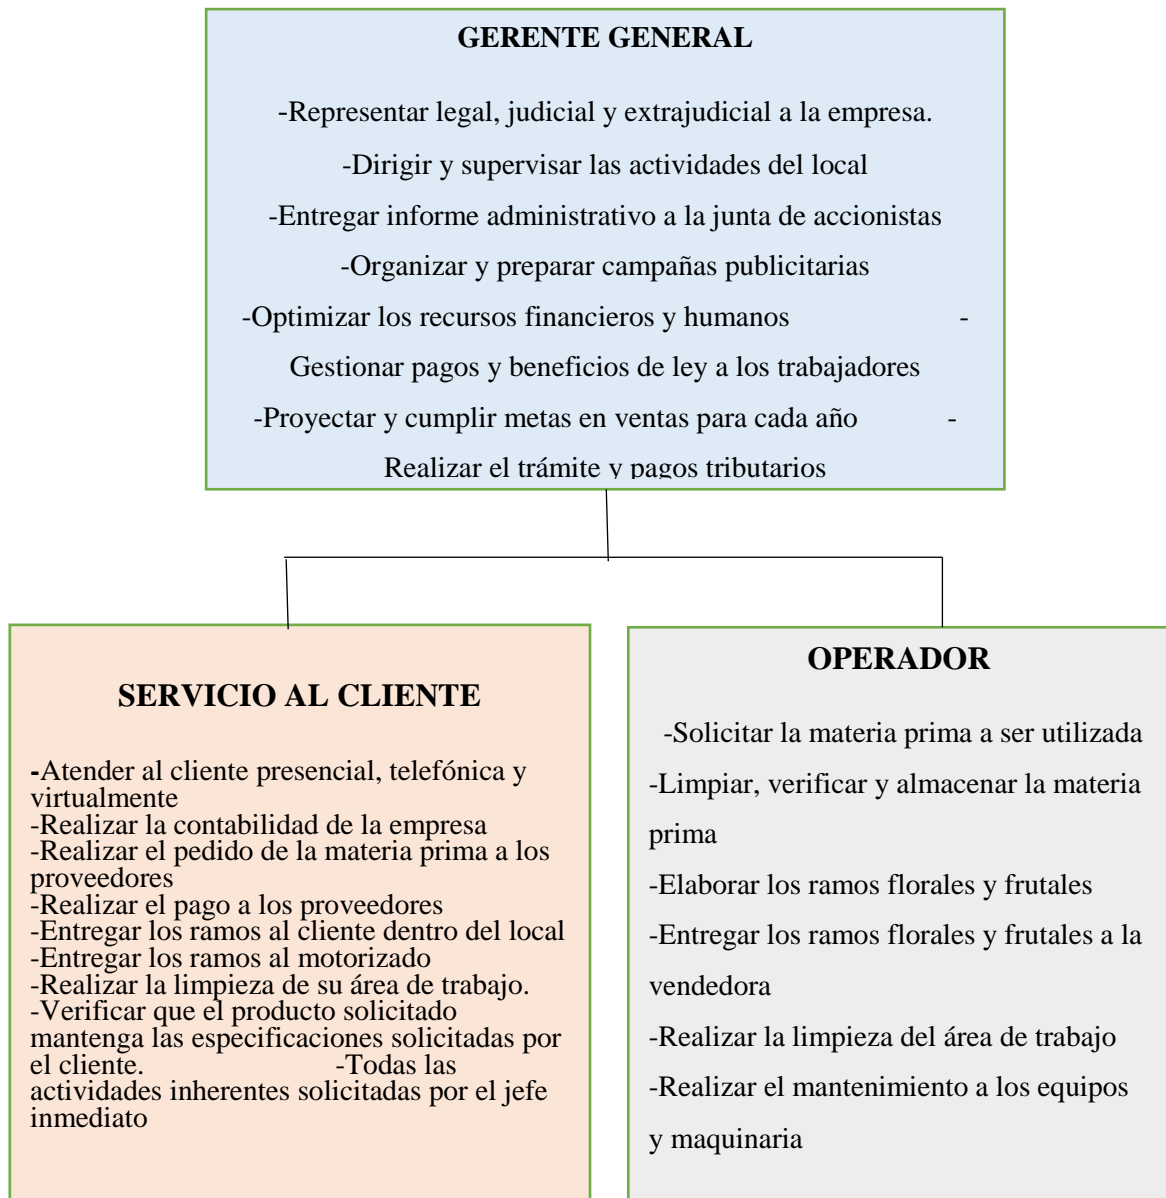 GERENTE GENERAL
-Representar legal, judicial y extrajudicial a la empresa.
-Dirigir y supervisar las actividades del local
-Entregar informe administrativo a la junta de accionistas
-Organizar y preparar campañas publicitarias
-Optimizar los recursos financieros y humanos -
Gestionar pagos y beneficios de ley a los trabajadores
-Proyectar y cumplir metas en ventas para cada año -
Realizar el trámite y pagos tributarios
SERVICIO AL CLIENTE
-Atender al cliente presencial, telefónica y
virtualmente
-Realizar la contabilidad de la empresa
-Realizar el pedido de la materia prima a los
proveedores
-Realizar el pago a los proveedores
-Entregar los ramos al cliente dentro del local
-Entregar los ramos al motorizado
-Realizar la limpieza de su área de trabajo.
-Verificar que el producto solicitado
mantenga las especificaciones solicitadas por
el cliente. -Todas las
actividades inherentes solicitadas por el jefe
inmediato
OPERADOR
-Solicitar la materia prima a ser utilizada
-Limpiar, verificar y almacenar la materia
prima
-Elaborar los ramos florales y frutales
-Entregar los ramos florales y frutales a la
vendedora
-Realizar la limpieza del área de trabajo
-Realizar el mantenimiento a los equipos
y maquinaria